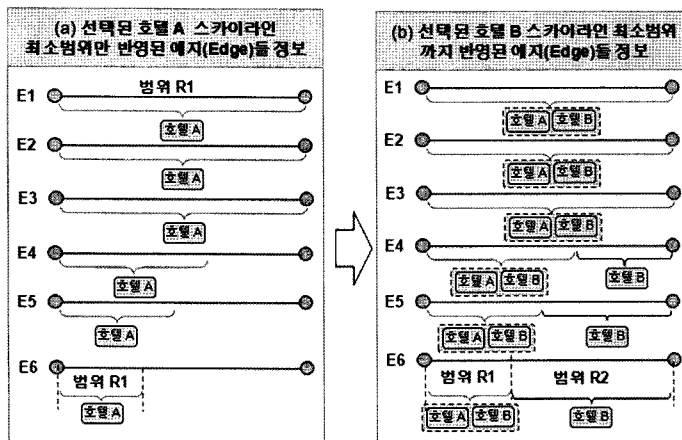 (a) 선택된 호텔 A 스카이라인
최소범위만 반영된 에지(Edge)들 정보
E1
범위 R1
호텔 A
E2
호텔 A
E3
호텔 A
E4
호텔 A
E5
호텔 A
E6
범위 R1
호텔 A
(b) 선택된 호텔 B 스카이라인 최소범위
까지 반영된 에지(Edge)들 정보
E1
호텔 A 호텔 B
E2
호텔 A 호텔 B
E3
호텔 A 호텔 B
E4
호텔 A 호텔 B 호텔 B
E5
호텔 A 호텔 B 호텔 B
E6
범위 R1 범위 R2
호텔 A 호텔 B 호텔 B